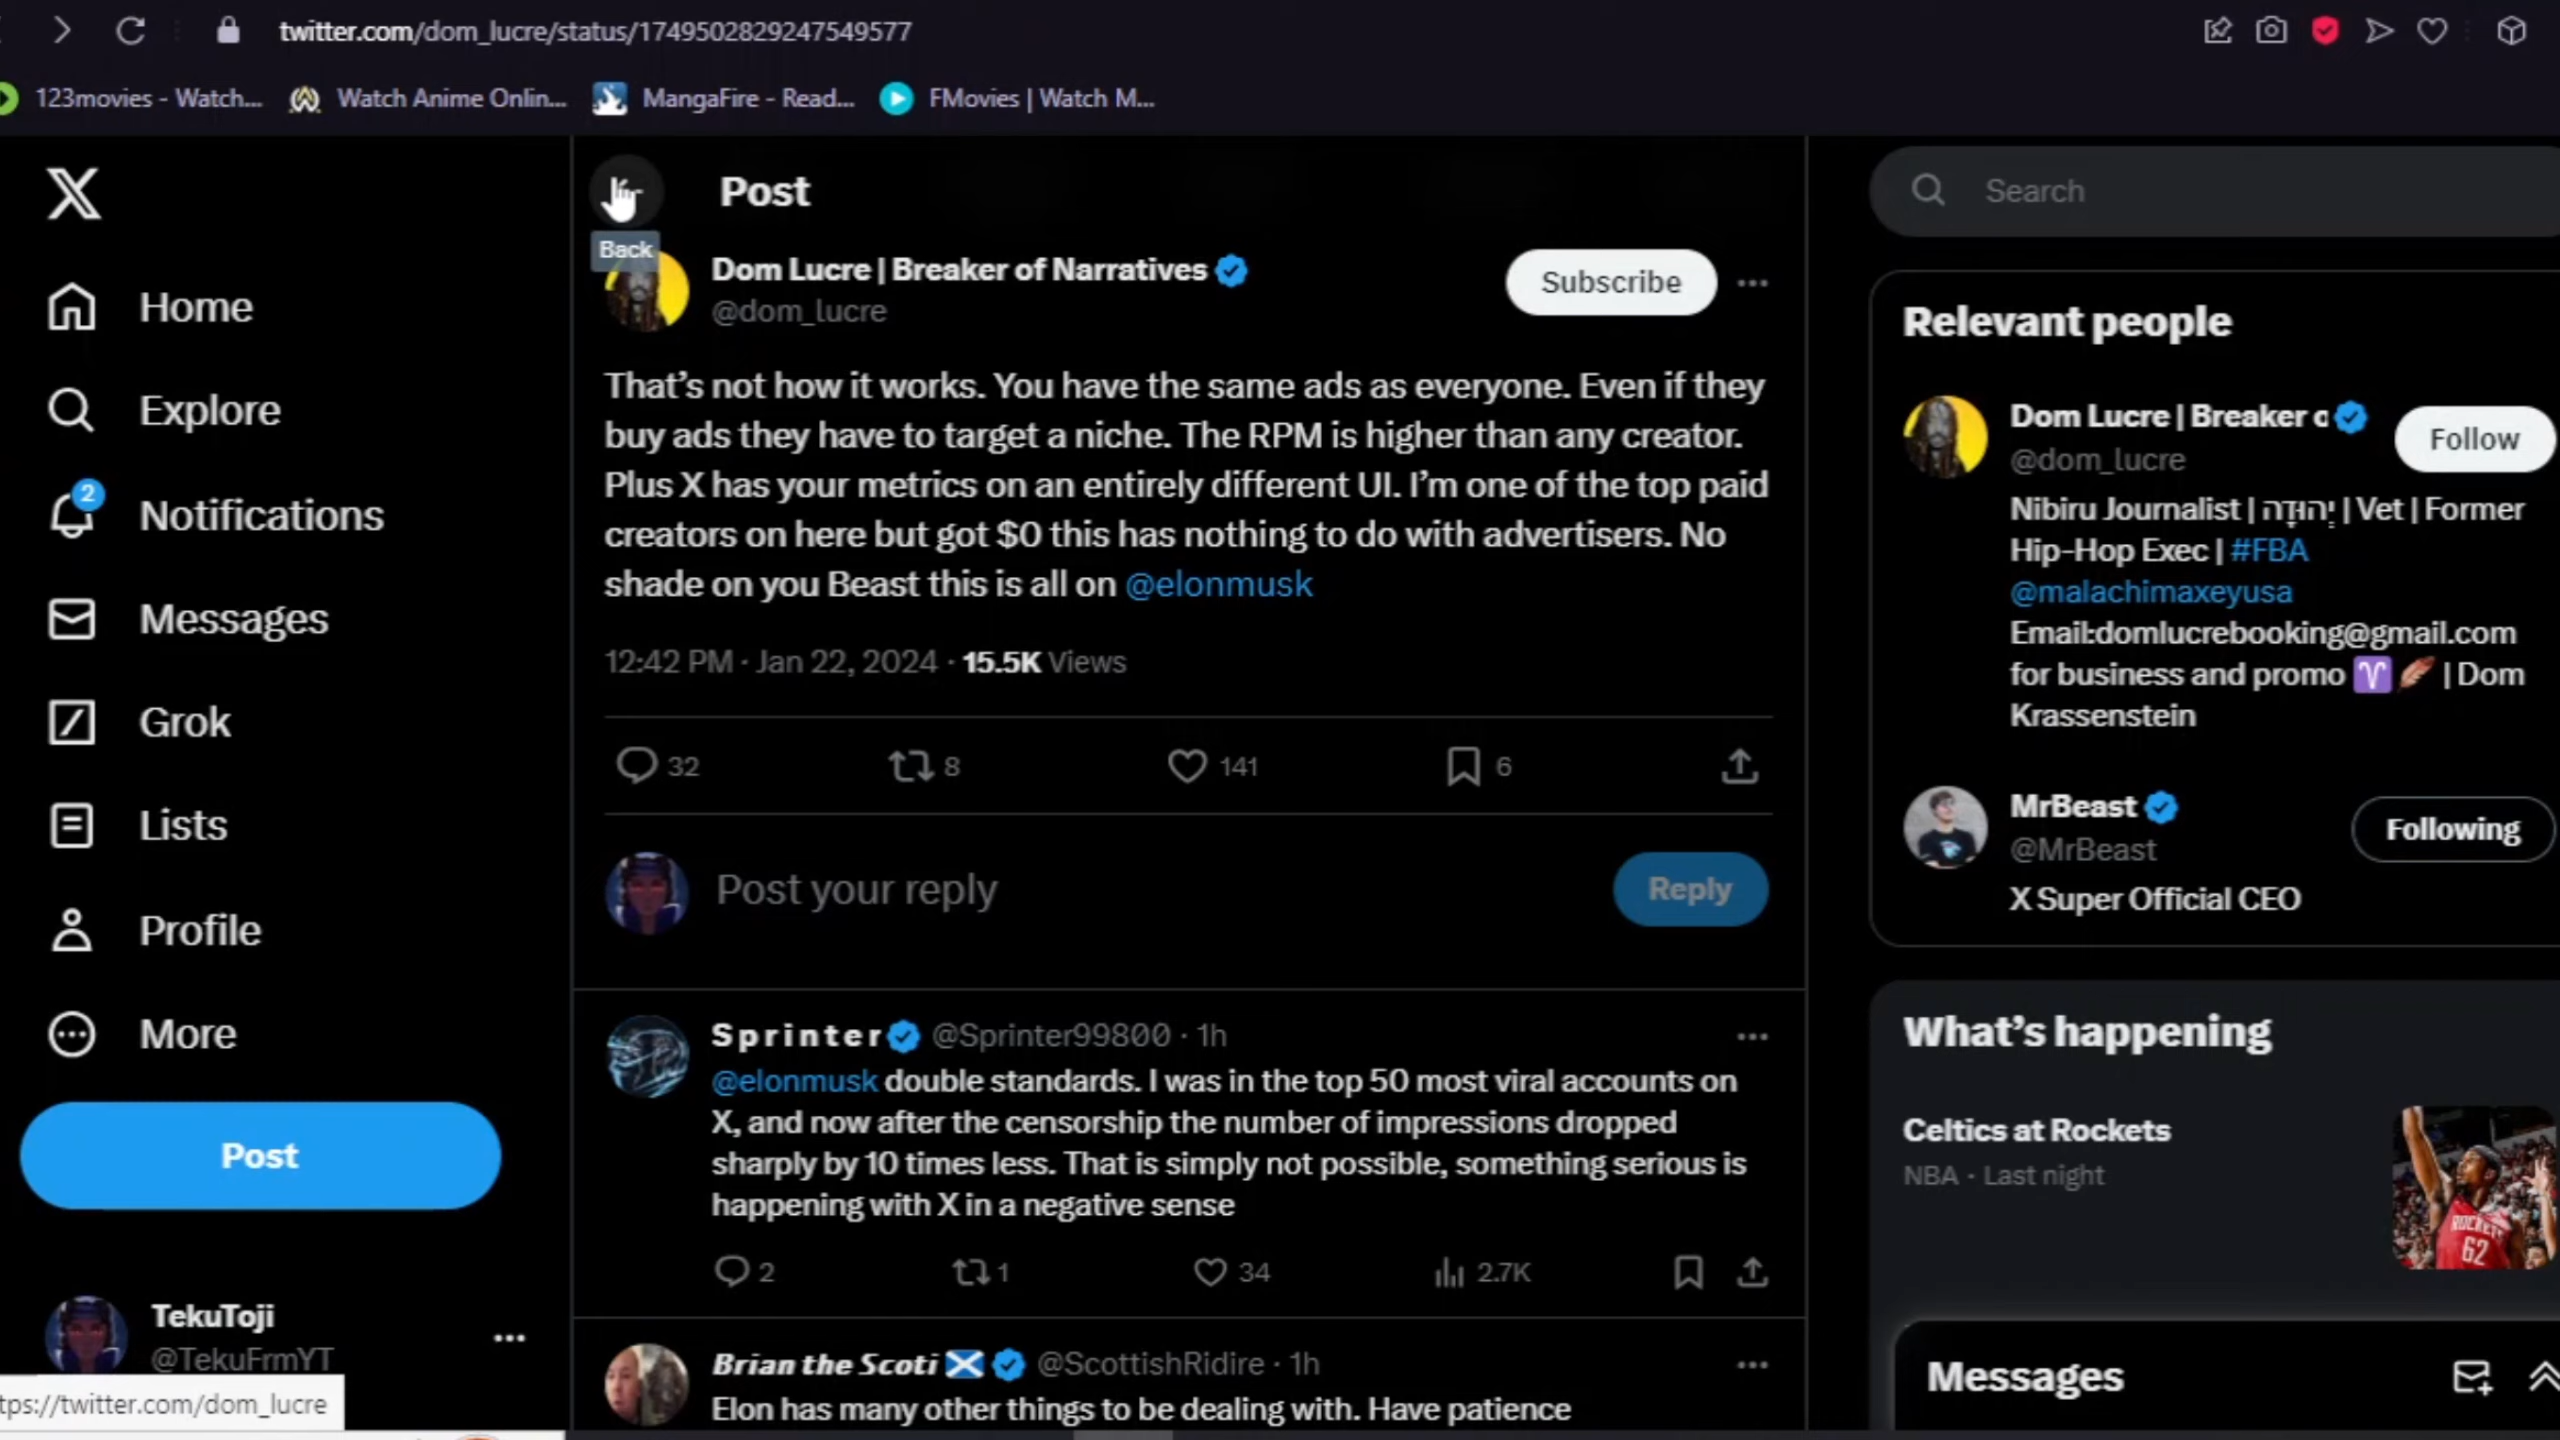 twitter.com/dom_lucre/status/1749502829247549577
123movies - Watch...
Watch Anime Onlin...
MangaFire - Read...
FMovies | Watch M...
Home
Explore
2
Notifications
Messages
Grok
Lists
Profile
More
Post
TekuToji
@TekuFrmYT
tps://twitter.com/dom_lucre
Post
Back
Dom Lucre | Breaker of Narratives
@dom_lucre
Subscribe
That’s not how it works. You have the same ads as everyone. Even if they
buy ads they have to target a niche. The RPM is higher than any creator.
Plus X has your metrics on an entirely different UI. I’m one of the top paid
creators on here but got $0 this has nothing to do with advertisers. No
shade on you Beast this is all on @elonmusk
12:42 PM · Jan 22, 2024 · 15.5K Views
32 8 141 6
Post your reply
Reply
Sprinter @Sprinter99800 · 1h
@elonmusk double standards. I was in the top 50 most viral accounts on
X, and now after the censorship the number of impressions dropped
sharply by 10 times less. That is simply not possible, something serious is
happening with X in a negative sense
2 1 34 2.7K
Brian the Scoti @ScottishRidire · 1h
Elon has many other things to be dealing with. Have patience
Search
Relevant people
Dom Lucre | Breaker o
@dom_lucre
Follow
Nibiru Journalist | יְהוּדָה | Vet | Former
Hip-Hop Exec | #FBA
@malachimaxeyusa
Email:domlucrebooking@gmail.com
for business and promo ♈🪶 | Dom
Krassenstein
MrBeast
@MrBeast
Following
X Super Official CEO
What’s happening
Celtics at Rockets
NBA · Last night
ROCKETS
62
Messages